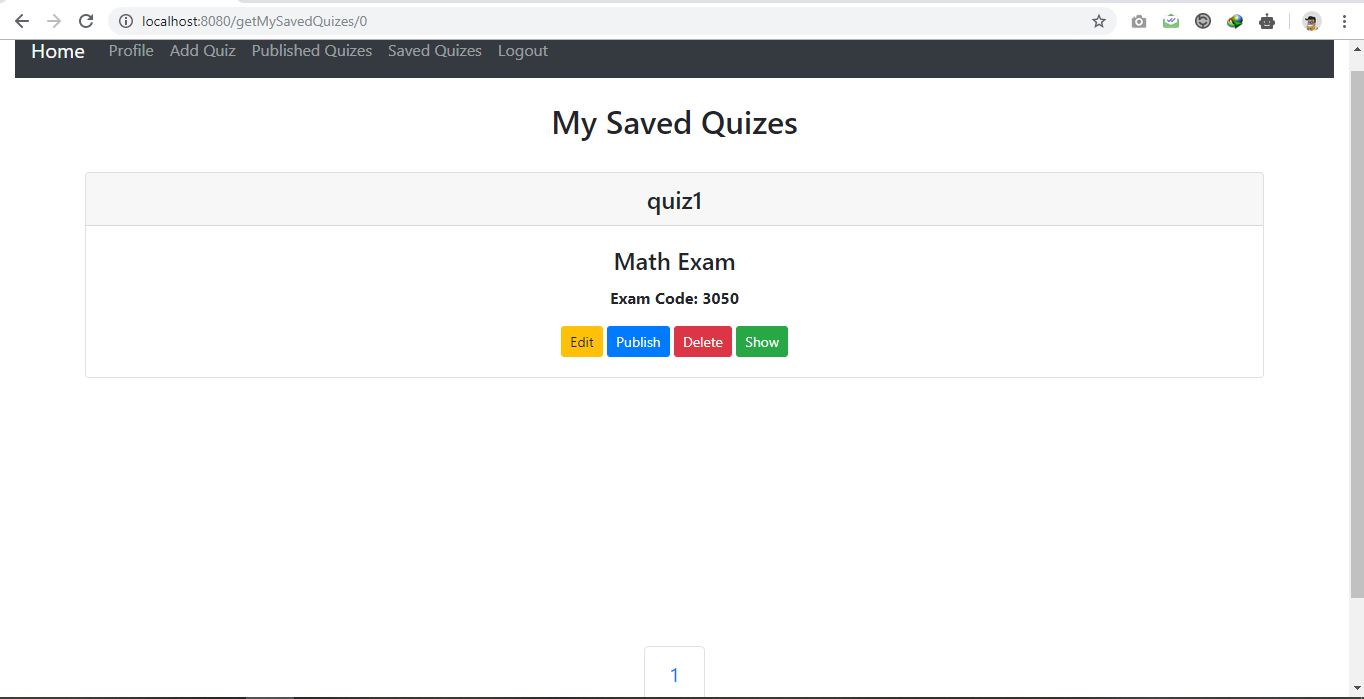 localhost:8080/getMySavedQuizes/0
Home Profile Add Quiz Published Quizes Saved Quizes Logout
My Saved Quizes
quiz1
Math Exam
Exam Code: 3050
Edit Publish Delete Show
1